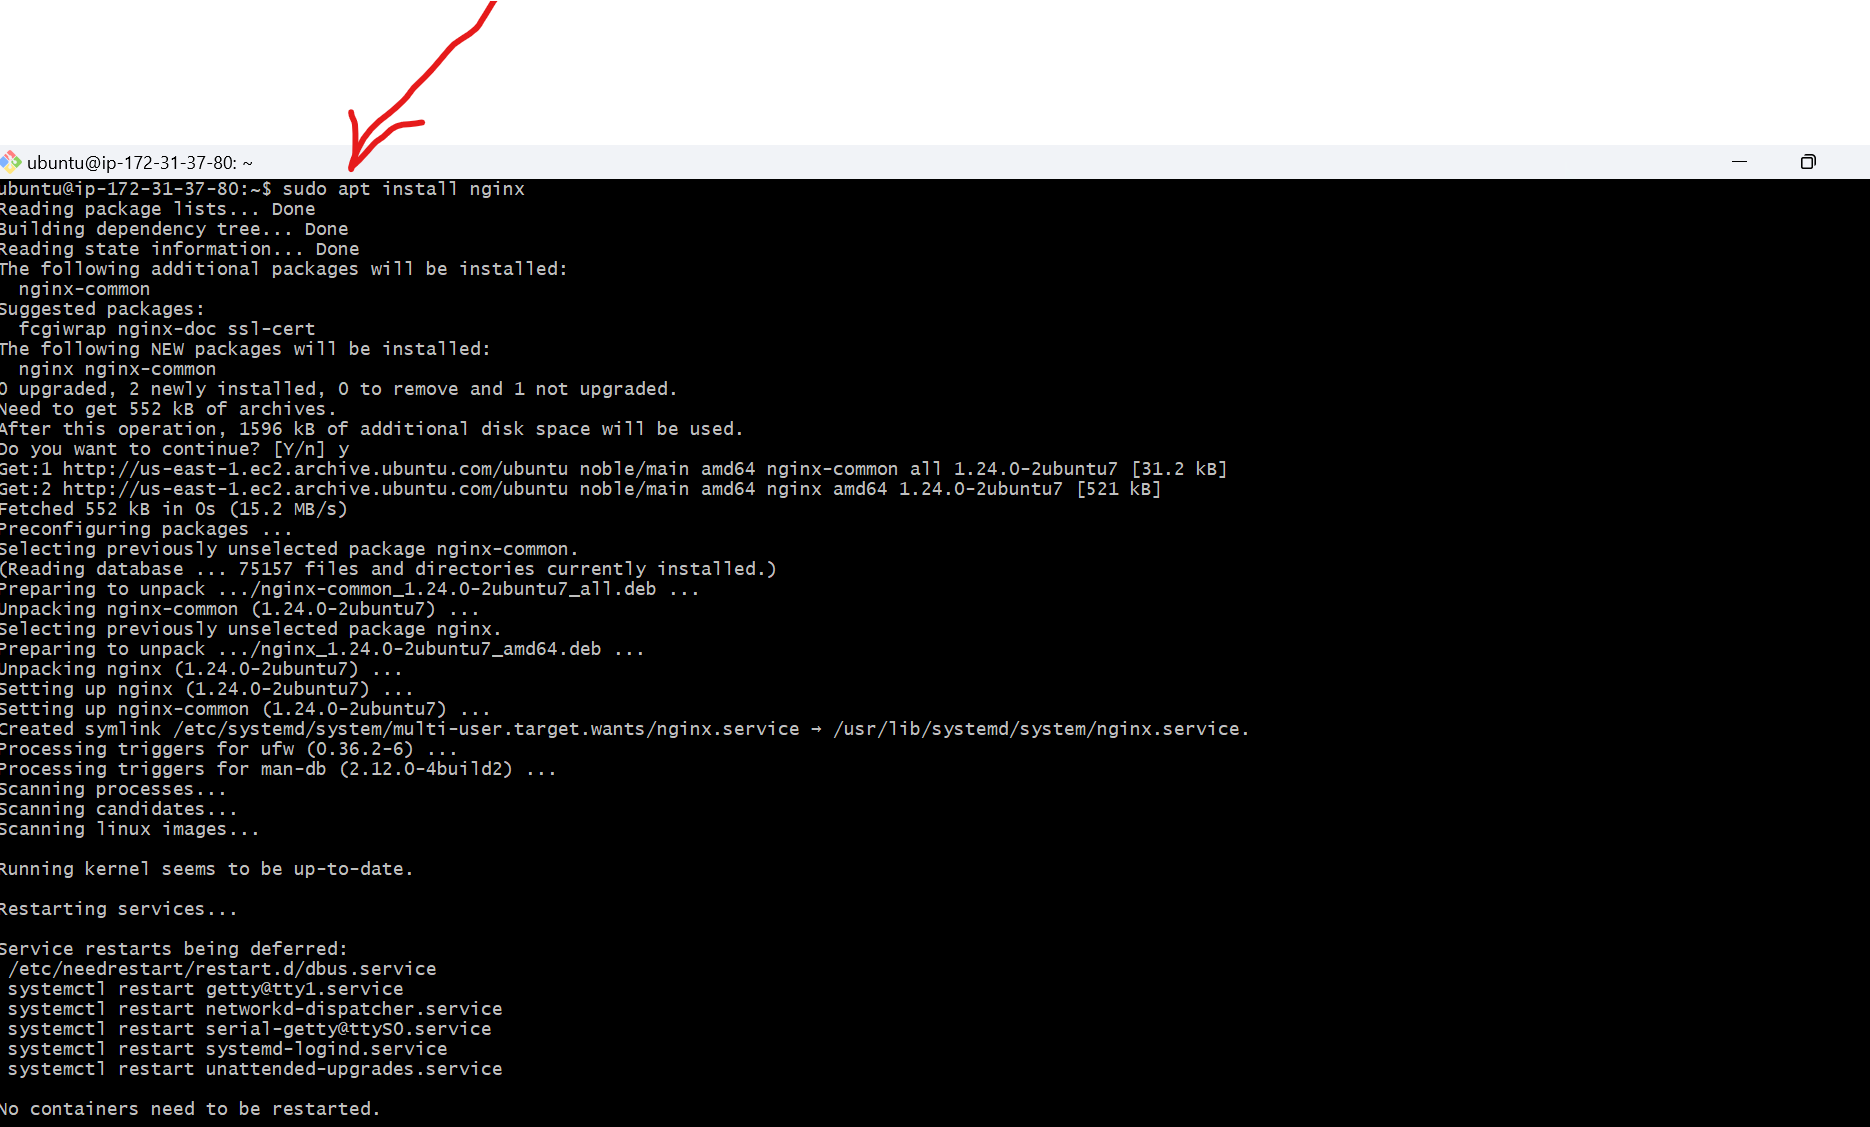 ubuntu@ip-172-31-37-80: ~
ubuntu@ip-172-31-37-80:~$ sudo apt install nginx
Reading package lists... Done
Building dependency tree... Done
Reading state information... Done
The following additional packages will be installed:
  nginx-common
Suggested packages:
  fcgiwrap nginx-doc ssl-cert
The following NEW packages will be installed:
  nginx nginx-common
0 upgraded, 2 newly installed, 0 to remove and 1 not upgraded.
Need to get 552 kB of archives.
After this operation, 1596 kB of additional disk space will be used.
Do you want to continue? [Y/n] y
Get:1 http://us-east-1.ec2.archive.ubuntu.com/ubuntu noble/main amd64 nginx-common all 1.24.0-2ubuntu7 [31.2 kB]
Get:2 http://us-east-1.ec2.archive.ubuntu.com/ubuntu noble/main amd64 nginx amd64 1.24.0-2ubuntu7 [521 kB]
Fetched 552 kB in 0s (15.2 MB/s)
Preconfiguring packages ...
Selecting previously unselected package nginx-common.
(Reading database ... 75157 files and directories currently installed.)
Preparing to unpack .../nginx-common_1.24.0-2ubuntu7_all.deb ...
Unpacking nginx-common (1.24.0-2ubuntu7) ...
Selecting previously unselected package nginx.
Preparing to unpack .../nginx_1.24.0-2ubuntu7_amd64.deb ...
Unpacking nginx (1.24.0-2ubuntu7) ...
Setting up nginx (1.24.0-2ubuntu7) ...
Setting up nginx-common (1.24.0-2ubuntu7) ...
Created symlink /etc/systemd/system/multi-user.target.wants/nginx.service → /usr/lib/systemd/system/nginx.service.
Processing triggers for ufw (0.36.2-6) ...
Processing triggers for man-db (2.12.0-4build2) ...
Scanning processes...
Scanning candidates...
Scanning linux images...
Running kernel seems to be up-to-date.
Restarting services...
Service restarts being deferred:
 /etc/needrestart/restart.d/dbus.service
 systemctl restart getty@tty1.service
 systemctl restart networkd-dispatcher.service
 systemctl restart serial-getty@ttyS0.service
 systemctl restart systemd-logind.service
 systemctl restart unattended-upgrades.service
No containers need to be restarted.